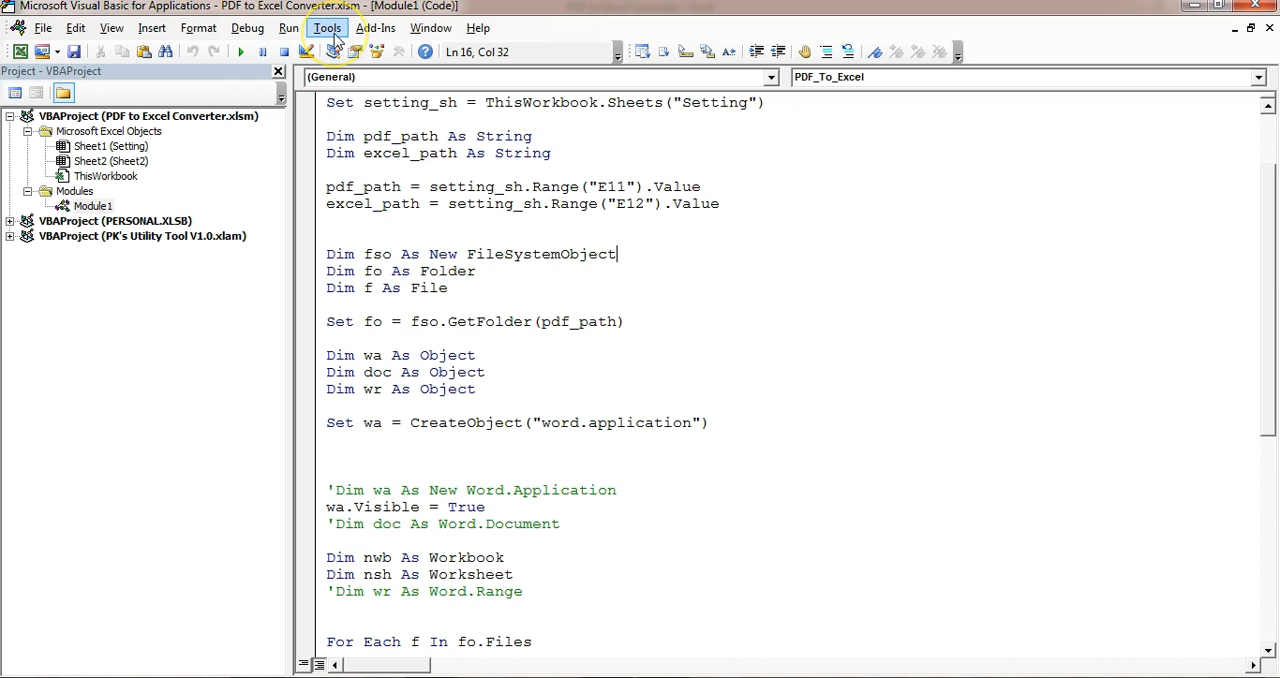 Microsoft Visual Basic for Applications - PDF to Excel Converter.xlsm - [Module1 (Code)]
File Edit View Insert Format Debug Run Tools Add-Ins Window Help
Ln 16, Col 32
Project - VBAProject
(General) PDF_To_Excel
VBAProject (PDF to Excel Converter.xlsm)
Microsoft Excel Objects
Sheet1 (Setting)
Sheet2 (Sheet2)
ThisWorkbook
Modules
Module1
VBAProject (PERSONAL.XLSB)
VBAProject (PK's Utility Tool V1.0.xlam)
Set setting_sh = ThisWorkbook.Sheets("Setting")
Dim pdf_path As String
Dim excel_path As String
pdf_path = setting_sh.Range("E11").Value
excel_path = setting_sh.Range("E12").Value
Dim fso As New FileSystemObject
Dim fo As Folder
Dim f As File
Set fo = fso.GetFolder(pdf_path)
Dim wa As Object
Dim doc As Object
Dim wr As Object
Set wa = CreateObject("word.application")
'Dim wa As New Word.Application
wa.Visible = True
'Dim doc As Word.Document
Dim nwb As Workbook
Dim nsh As Worksheet
'Dim wr As Word.Range
For Each f In fo.Files